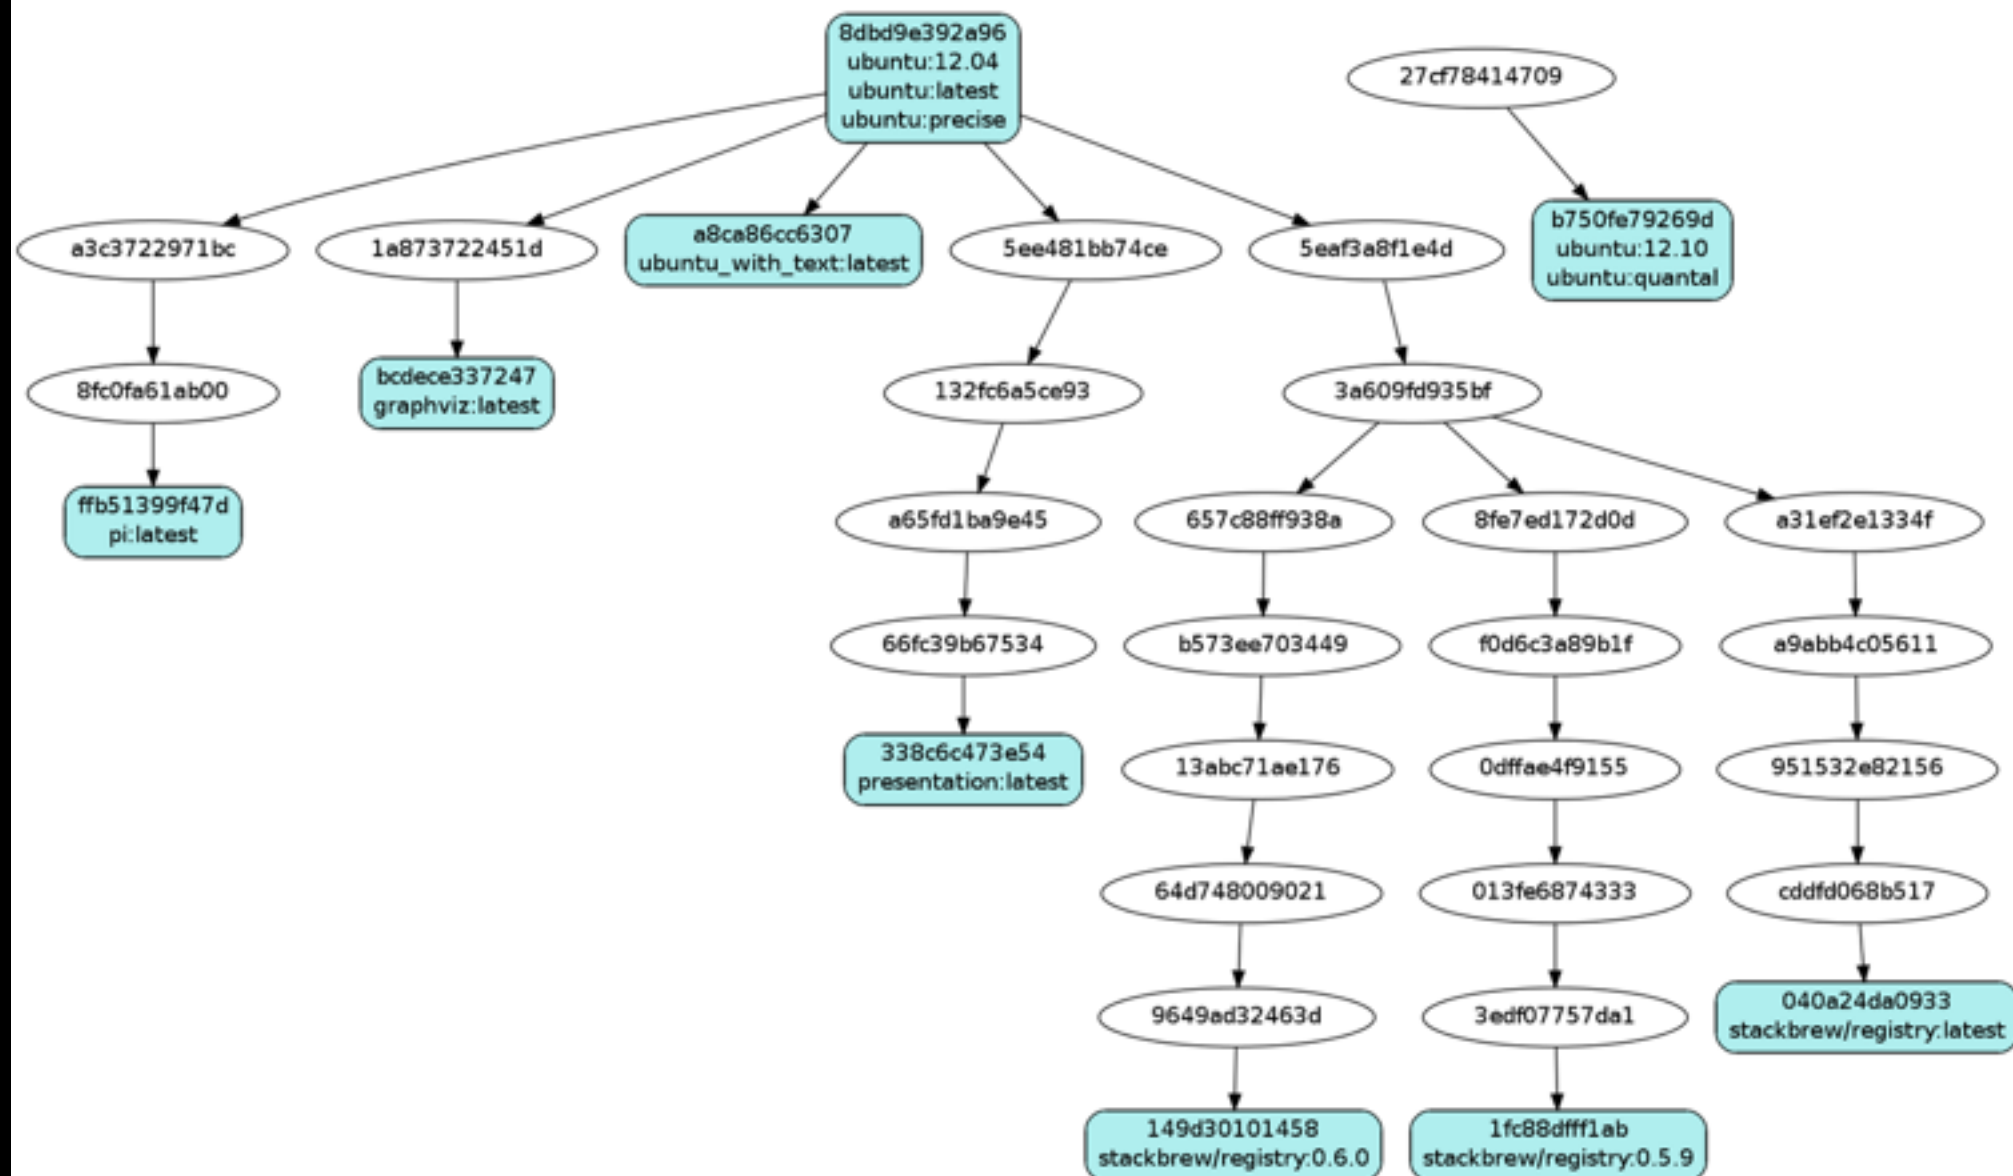 8dbd9e392a96
ubuntu:12.04
ubuntu:latest
ubuntu:precise
27cf78414709
a3c3722971bc
1a873722451d
a8ca86cc6307
ubuntu_with_text:latest
5ee481bb74ce
5eaf3a8f1e4d
b750fe79269d
ubuntu:12.10
ubuntu:quantal
8fc0fa61ab00
bcdece337247
graphviz:latest
132fc6a5ce93
3a609fd935bf
ffb51399f47d
pi:latest
a65fd1ba9e45
657c88ff938a
8fe7ed172d0d
a31ef2e1334f
66fc39b67534
b573ee703449
f0d6c3a89b1f
a9abb4c05611
338c6c473e54
presentation:latest
13abc71ae176
0dffae4f9155
951532e82156
64d748009021
013fe6874333
cddfd068b517
9649ad32463d
3edf07757da1
040a24da0933
stackbrew/registry:latest
149d30101458
stackbrew/registry:0.6.0
1fc88dfff1ab
stackbrew/registry:0.5.9